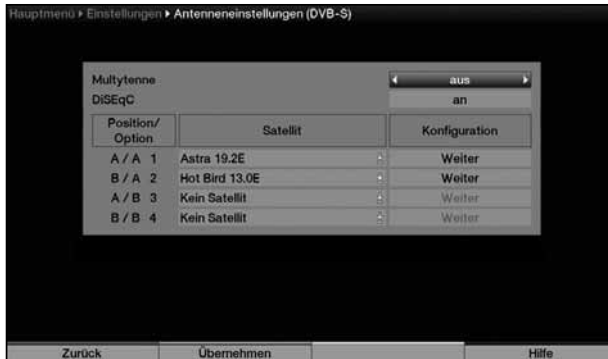 Hauptmenü ▸ Einstellungen ▸ Antenneneinstellungen (DVB-S)
Multytenne aus
DiSEqC an
Position/
Option Satellit Konfiguration
A / A 1 Astra 19.2E Weiter
B / A 2 Hot Bird 13.0E Weiter
A / B 3 Kein Satellit Weiter
B / B 4 Kein Satellit Weiter
Zurück Übernehmen Hilfe